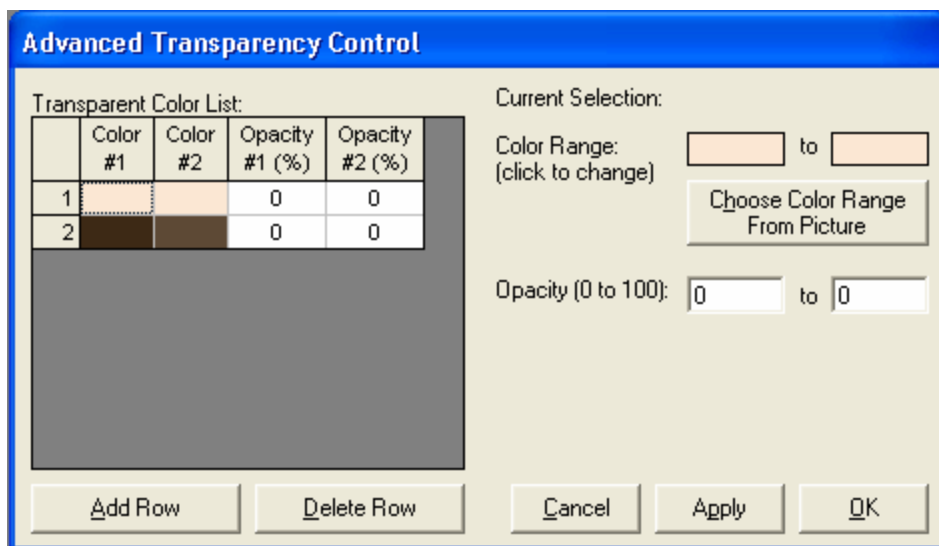 Advanced Transparency Control
Transparent Color List:
Color #1 Color #2 Opacity #1 (%) Opacity #2 (%)
1 0 0
2 0 0
Add Row Delete Row
Current Selection:
Color Range: to
(click to change)
Choose Color Range
From Picture
Opacity (0 to 100): 0 to 0
Cancel Apply OK